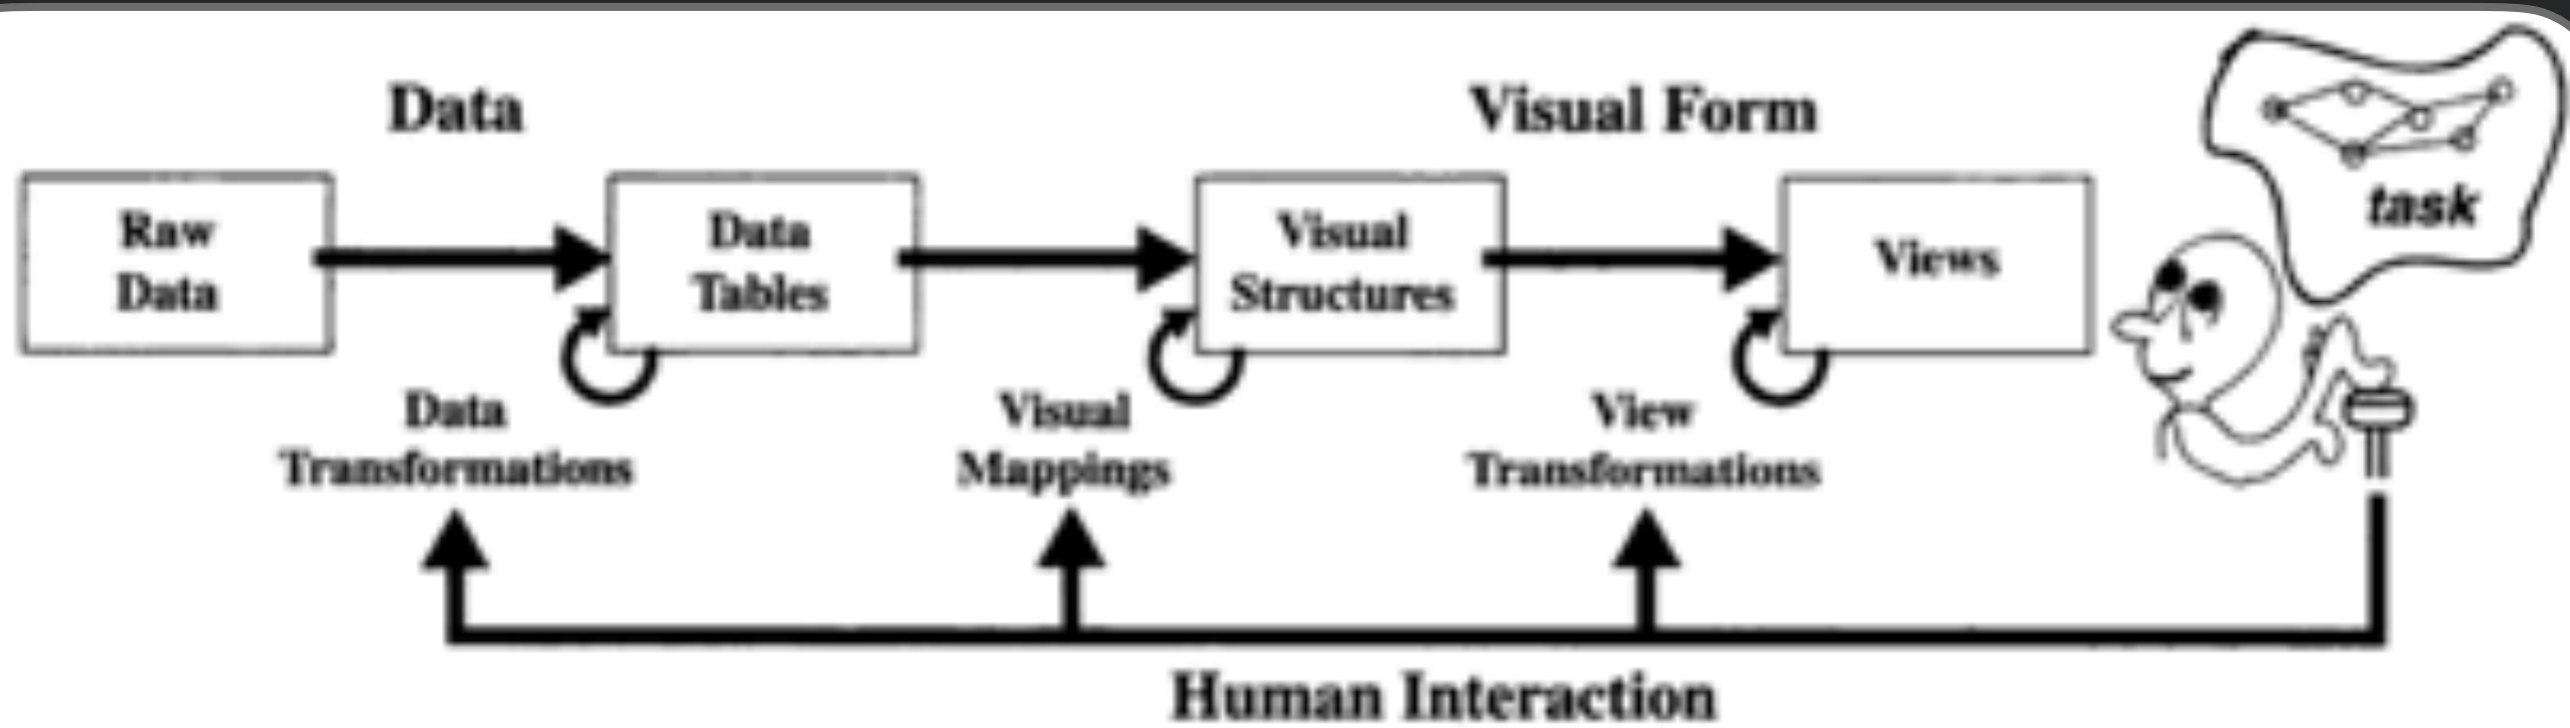 Data
Visual Form
task
Raw
Data
Data
Tables
Visual
Structures
Views
Data
Transformations
Visual
Mappings
View
Transformations
Human Interaction